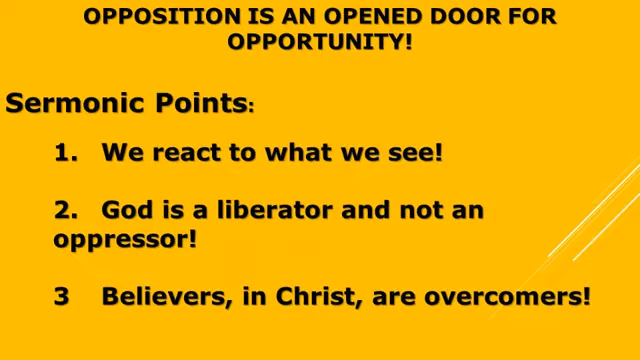 OPPOSITION IS AN OPENED DOOR FOR
OPPORTUNITY!
Sermonic Points:
1. We react to what we see!
2. God is a liberator and not an
oppressor!
3 Believers, in Christ, are overcomers!